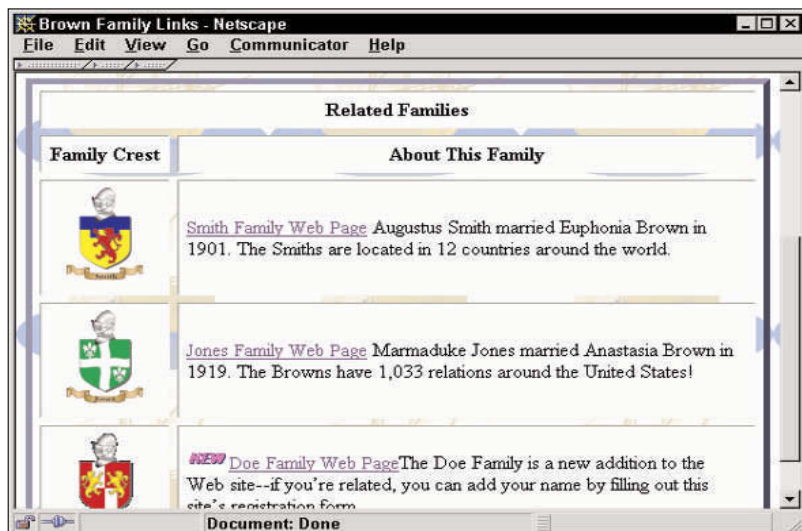 Brown Family Links - Netscape
File Edit View Go Communicator Help
Related Families
Family Crest About This Family
Smith Family Web Page Augustus Smith married Euphonia Brown in
1901. The Smiths are located in 12 countries around the world.
Smith
Jones Family Web Page Marmaduke Jones married Anastasia Brown in
1919. The Browns have 1,033 relations around the United States!
NEW Doe Family Web PageThe Doe Family is a new addition to the
Web site--if you're related, you can add your name by filling out this
site's registration form
Document: Done